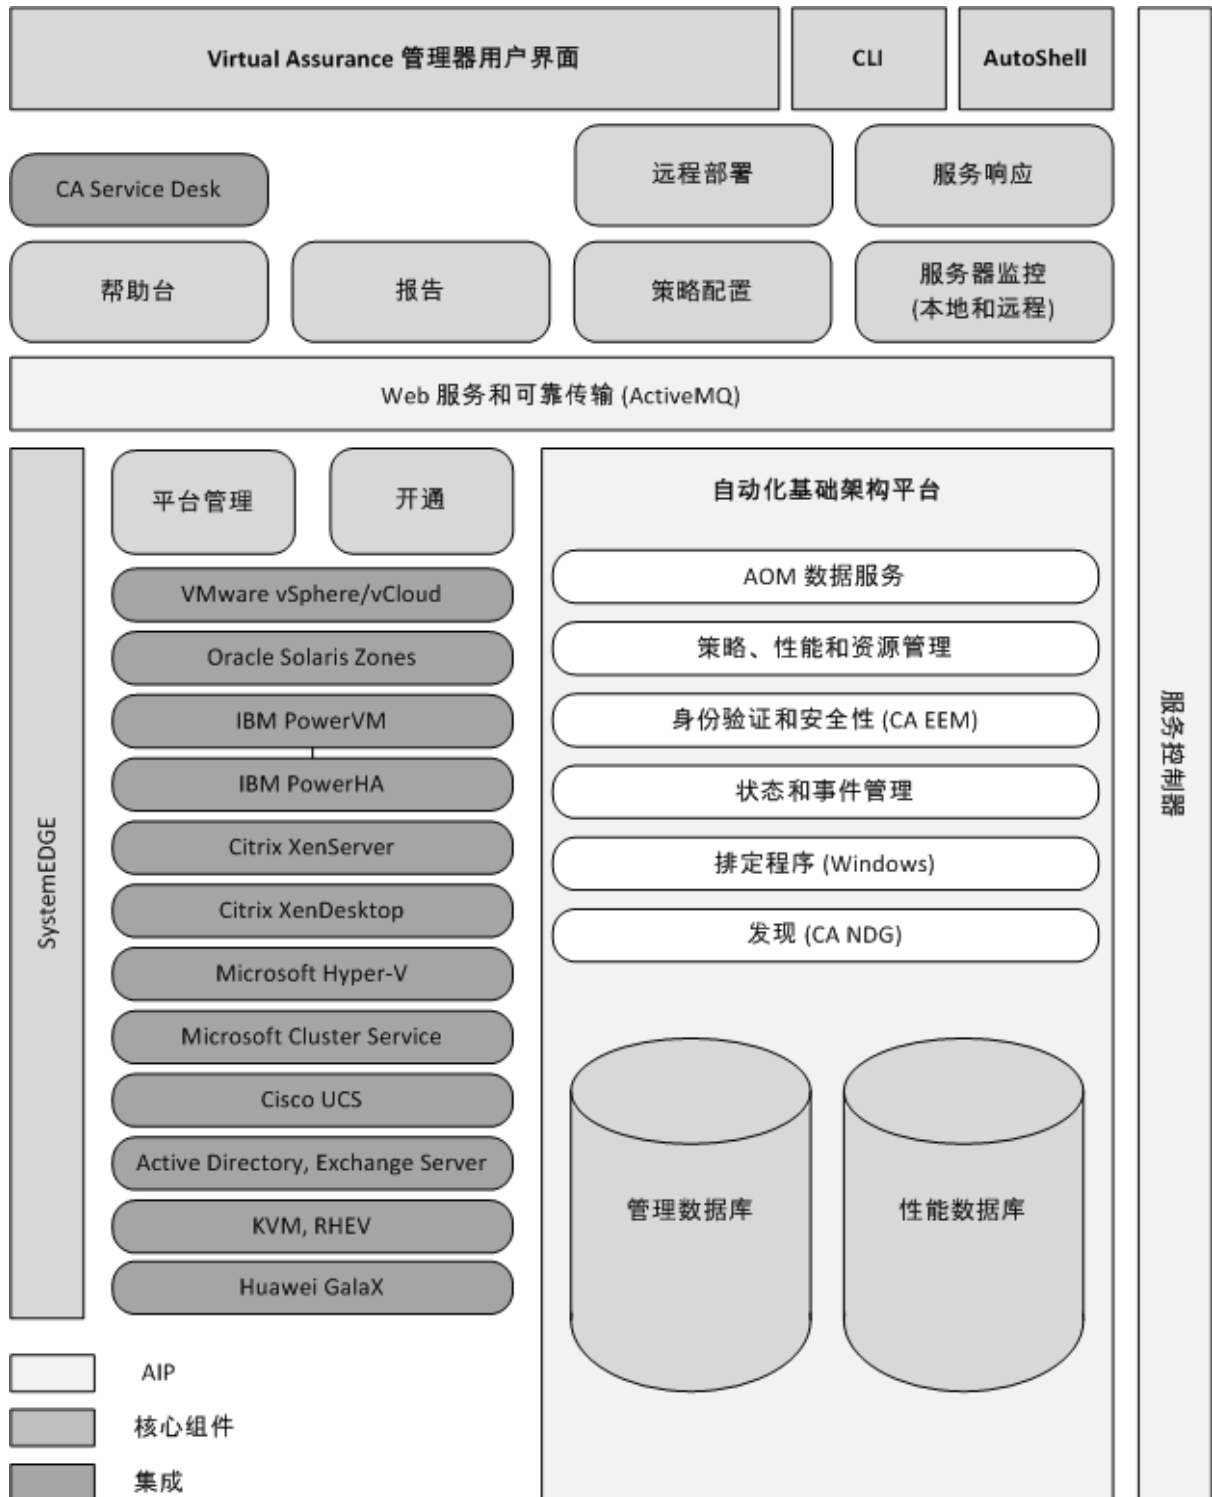 Virtual Assurance 管理器用户界面
CLI
AutoShell
CA Service Desk
远程部署
服务响应
帮助台
报告
策略配置
服务器监控
(本地和远程)
Web 服务和可靠传输 (ActiveMQ)
SystemEDGE
平台管理
开通
VMware vSphere/vCloud
Oracle Solaris Zones
IBM PowerVM
IBM PowerHA
Citrix XenServer
Citrix XenDesktop
Microsoft Hyper-V
Microsoft Cluster Service
Cisco UCS
Active Directory, Exchange Server
KVM, RHEV
Huawei GalaX
自动化基础架构平台
AOM 数据服务
策略、性能和资源管理
身份验证和安全性 (CA EEM)
状态和事件管理
排定程序 (Windows)
发现 (CA NDG)
管理数据库
性能数据库
服务控制器
AIP
核心组件
集成